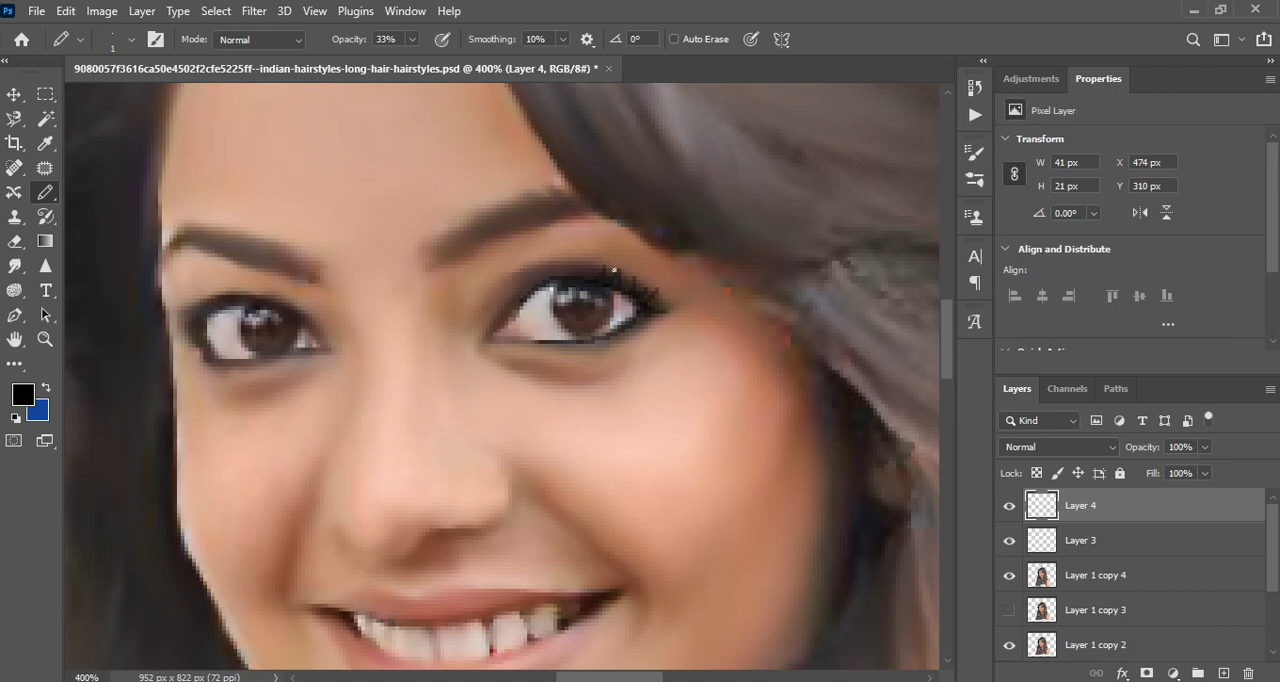 Ps File Edit Image Layer Type Select Filter 3D View Plugins Window Help
1 Mode: Normal Opacity: 33% Smoothing: 10% 0° Auto Erase
9080057f3616ca50e4502f2cfe5225ff--indian-hairstyles-long-hair-hairstyles.psd @ 400% (Layer 4, RGB/8#) *
Adjustments Properties
Pixel Layer
Transform
W 41 px X 474 px
H 21 px Y 310 px
0.00°
Align and Distribute
Align:
Layers Channels Paths
Kind
Normal Opacity: 100%
Lock: Fill: 100%
Layer 4
Layer 3
Layer 1 copy 4
Layer 1 copy 3
Layer 1 copy 2
400% 952 px x 822 px (72 ppi)